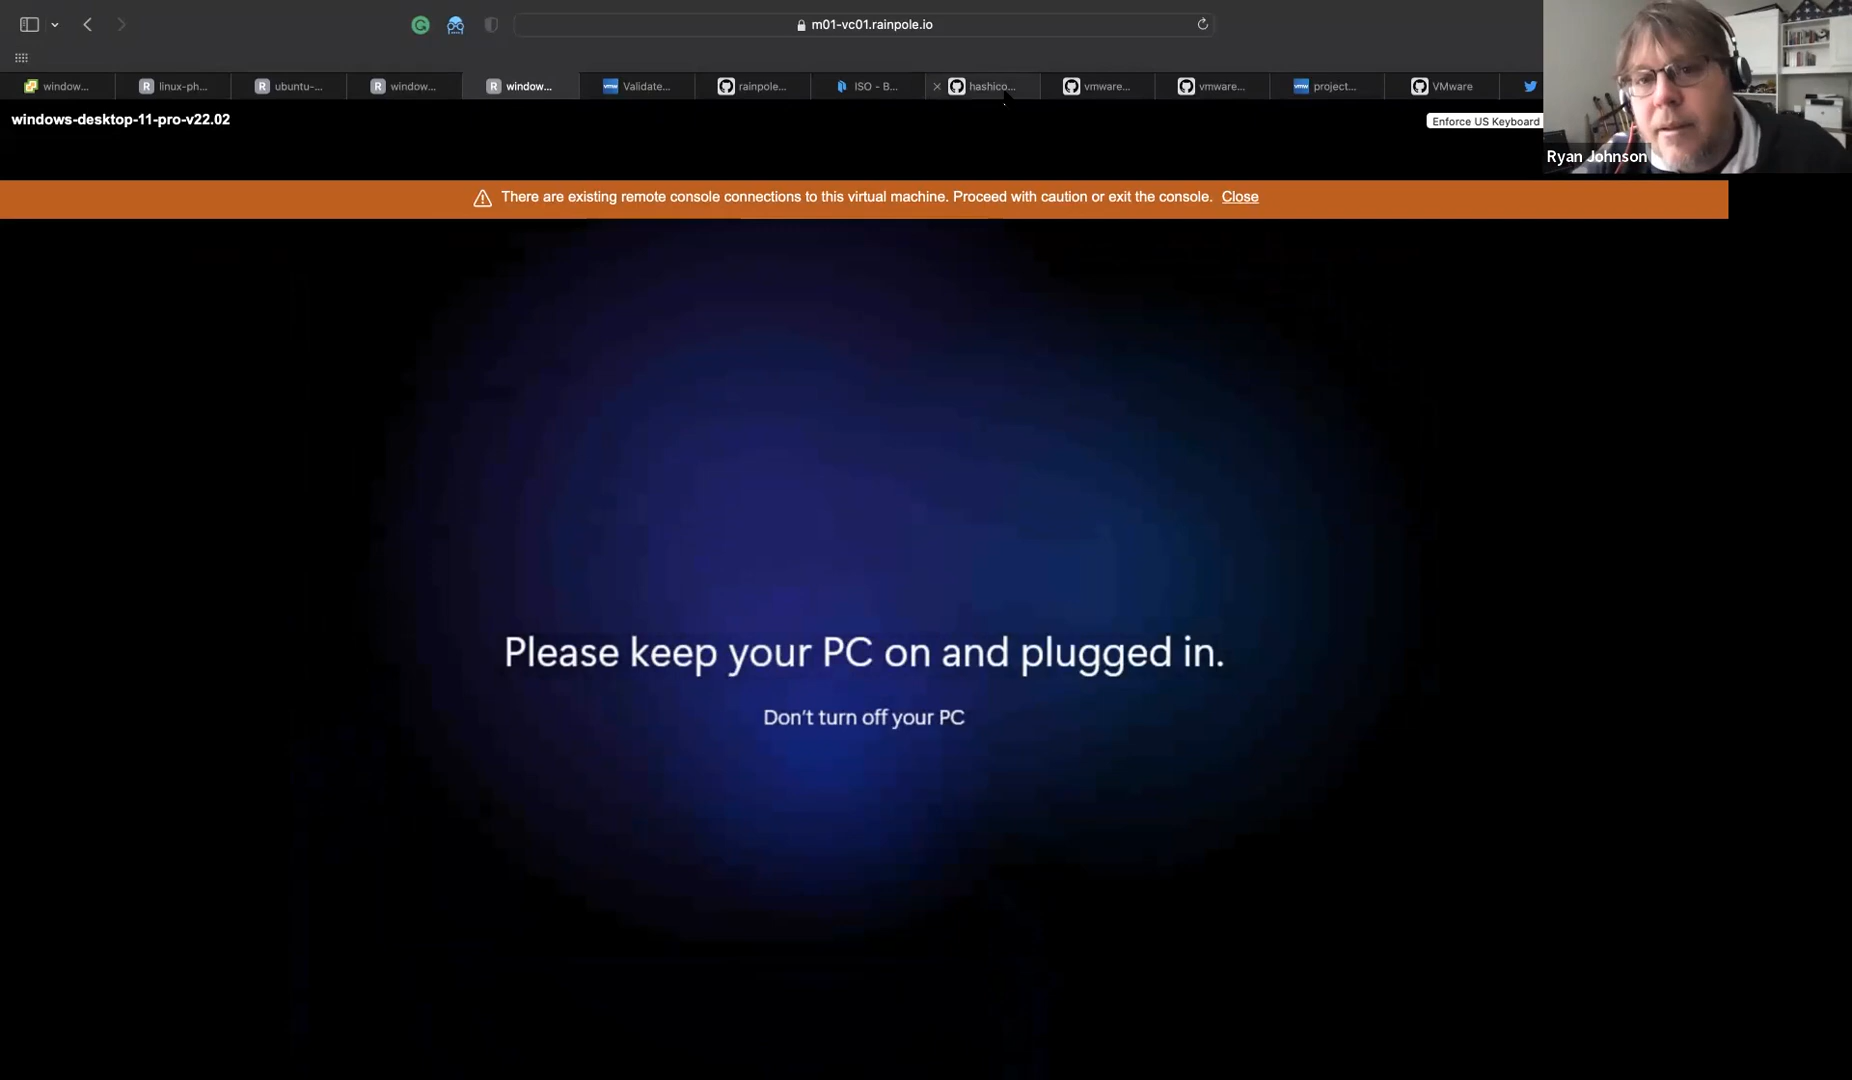 m01-vc01.rainpole.io
window...
linux-ph...
ubuntu-...
window...
window...
Validate...
rainpole...
ISO - B...
hashico...
vmware...
vmware...
project...
VMware
windows-desktop-11-pro-v22.02
Enforce US Keyboard
Ryan Johnson
There are existing remote console connections to this virtual machine. Proceed with caution or exit the console. Close
Please keep your PC on and plugged in.
Don't turn off your PC